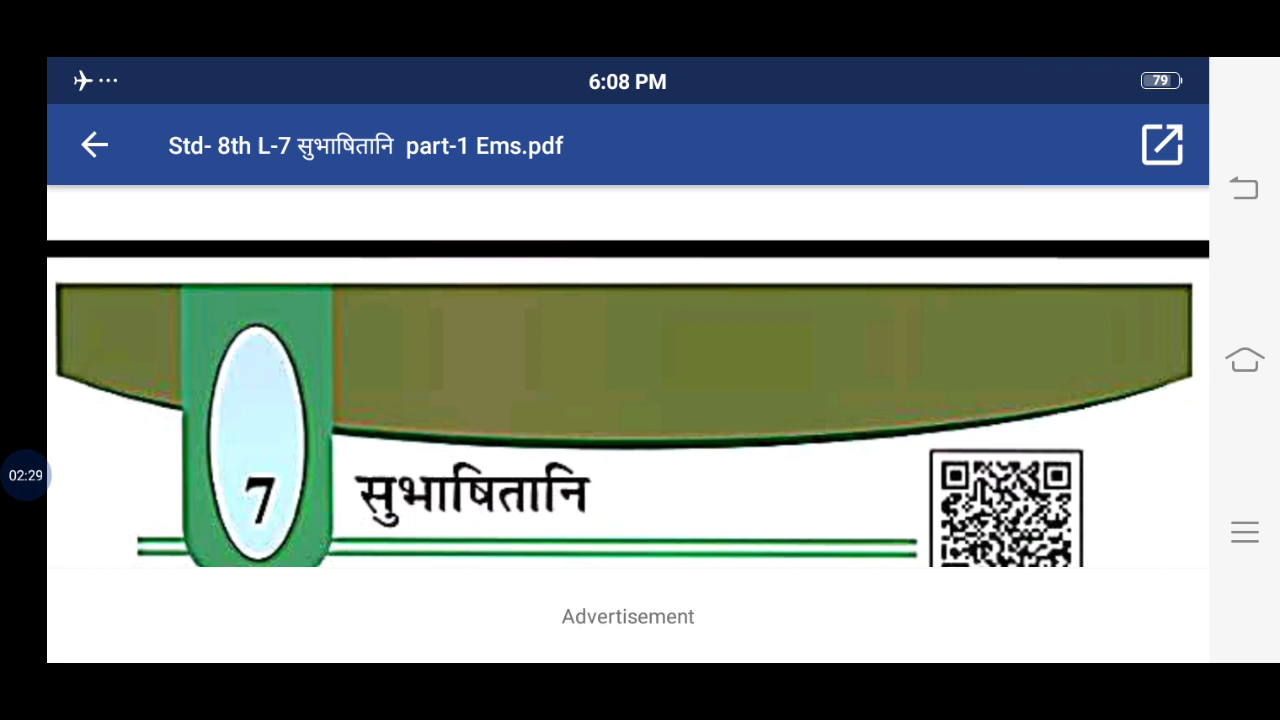 6:08 PM
79
Std- 8th L-7 सुभाषितानि part-1 Ems.pdf
7
सुभाषितानि
02:29
Advertisement